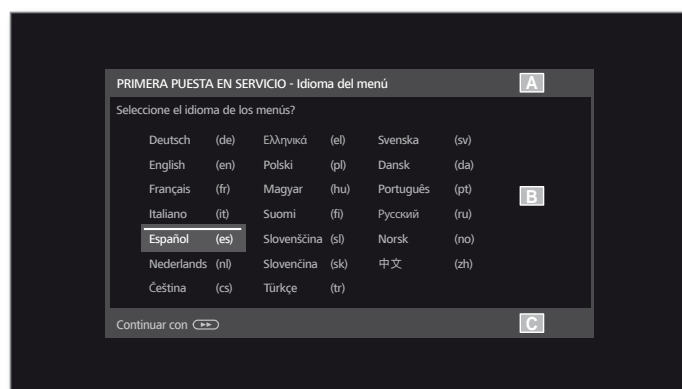 PRIMERA PUESTA EN SERVICIO - Idioma del menú A
Seleccione el idioma de los menús?
Deutsch (de) Ελληνικά (el) Svenska (sv)
English (en) Polski (pl) Dansk (da)
Français (fr) Magyar (hu) Português (pt)
B
Italiano (it) Suomi (fi) Русский (ru)
Español (es) Slovenščina (sl) Norsk (no)
Nederlands (nl) Slovenčina (sk) 中文 (zh)
Čeština (cs) Türkçe (tr)
Continuar con C